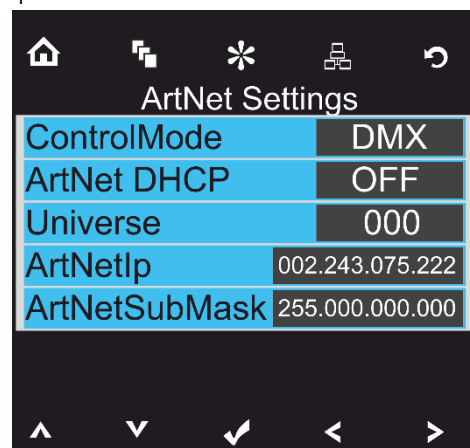 ArtNet Settings
ControlMode DMX
ArtNet DHCP OFF
Universe 000
ArtNetIp 002.243.075.222
ArtNetSubMask 255.000.000.000